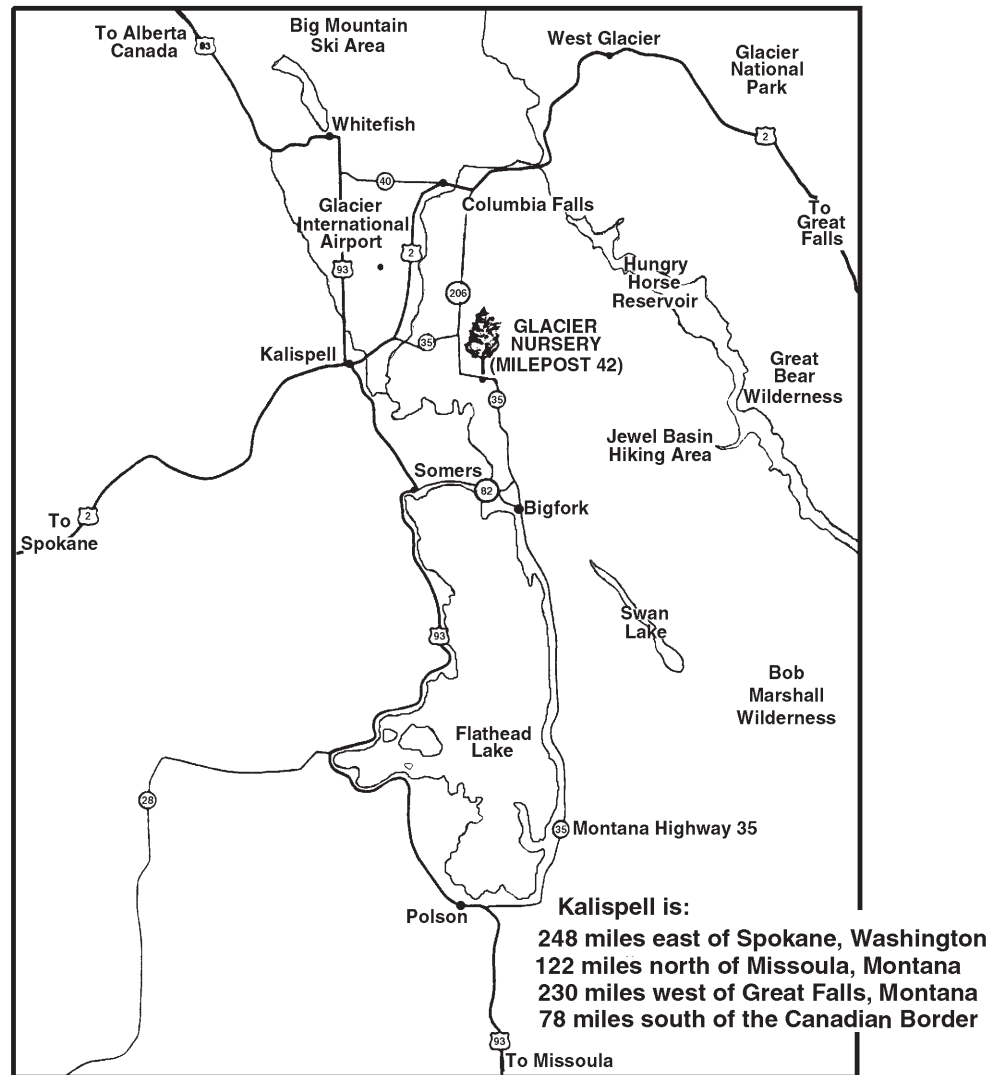 To Alberta
Canada
93
Big Mountain
Ski Area
West Glacier
Glacier
National
Park
2
Whitefish
40
Columbia Falls
To
Great
Falls
Glacier
International
Airport
2
93
Hungry
Horse
Reservoir
206
GLACIER
NURSERY
(MILEPOST 42)
35
Kalispell
35
Great
Bear
Wilderness
Jewel Basin
Hiking Area
Somers
82
Bigfork
2
To
Spokane
Swan
Lake
93
Bob
Marshall
Wilderness
Flathead
Lake
28
35
Montana Highway 35
Polson
Kalispell is:
248 miles east of Spokane, Washington
122 miles north of Missoula, Montana
230 miles west of Great Falls, Montana
78 miles south of the Canadian Border
93
To Missoula